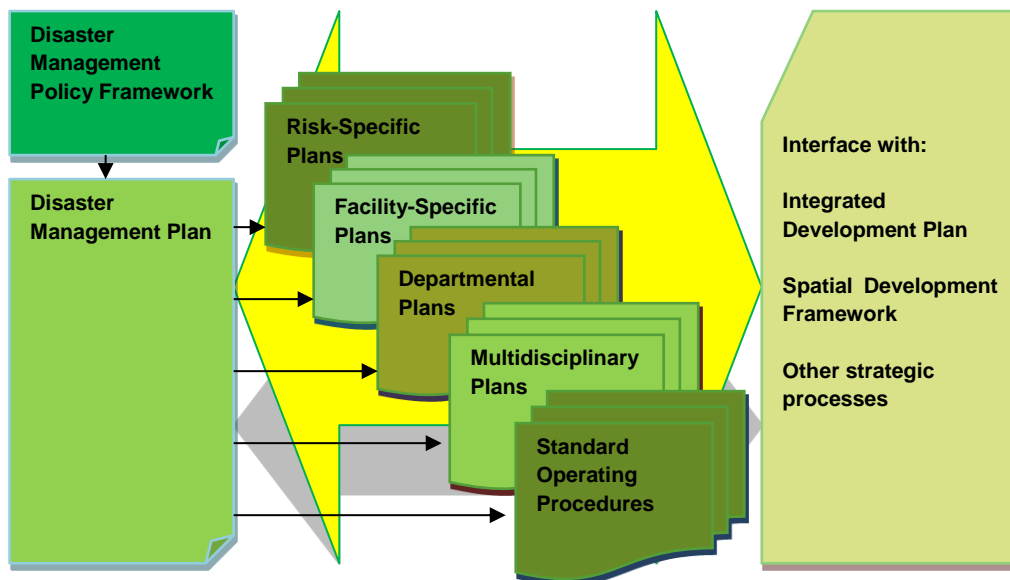 Disaster
Management
Policy Framework
Disaster
Management Plan
Risk-Specific
Plans
Facility-Specific
Plans
Departmental
Plans
Multidisciplinary
Plans
Standard
Operating
Procedures
Interface with:
Integrated
Development Plan
Spatial Development
Framework
Other strategic
processes